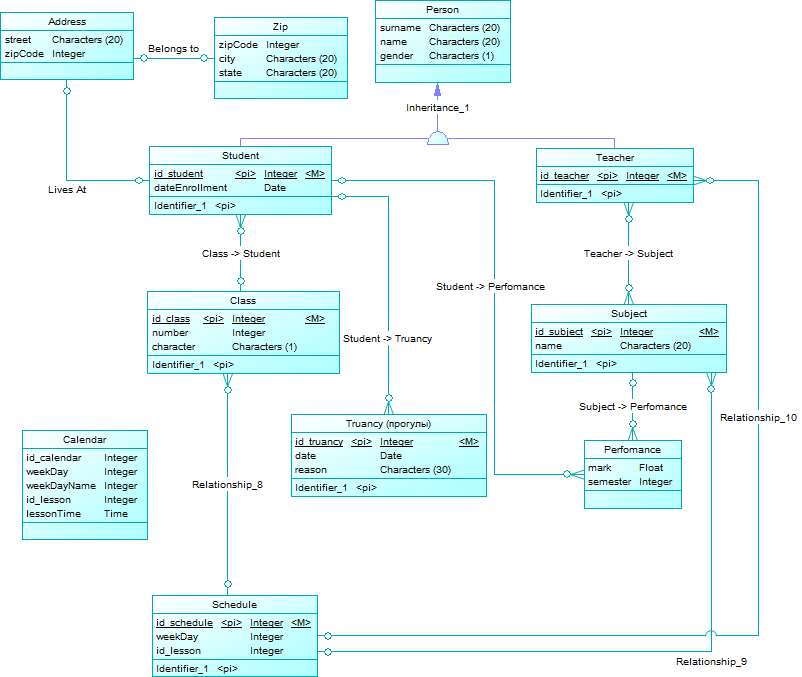 Address
street Characters (20)
zipCode Integer
Belongs to
Zip
zipCode Integer
city Characters (20)
state Characters (20)
Person
surname Characters (20)
name Characters (20)
gender Characters (1)
Inheritance_1
Lives At
Student
id_student <pi> Integer <M>
dateEnrollment Date
Identifier_1 <pi>
Teacher
id_teacher <pi> Integer <M>
Identifier_1 <pi>
Class -> Student
Teacher -> Subject
Student -> Perfomance
Class
id_class <pi> Integer <M>
number Integer
character Characters (1)
Identifier_1 <pi>
Subject
id_subject <pi> Integer <M>
name Characters (20)
Identifier_1 <pi>
Student -> Truancy
Subject -> Perfomance
Relationship_10
Truancy (прогулы)
id_truancy <pi> Integer <M>
date Date
reason Characters (30)
Identifier_1 <pi>
Calendar
id_calendar Integer
weekDay Integer
weekDayName Integer
id_lesson Integer
lessonTime Time
Perfomance
mark Float
semester Integer
Relationship_8
Schedule
id_schedule <pi> Integer <M>
weekDay Integer
id_lesson Integer
Identifier_1 <pi>
Relationship_9